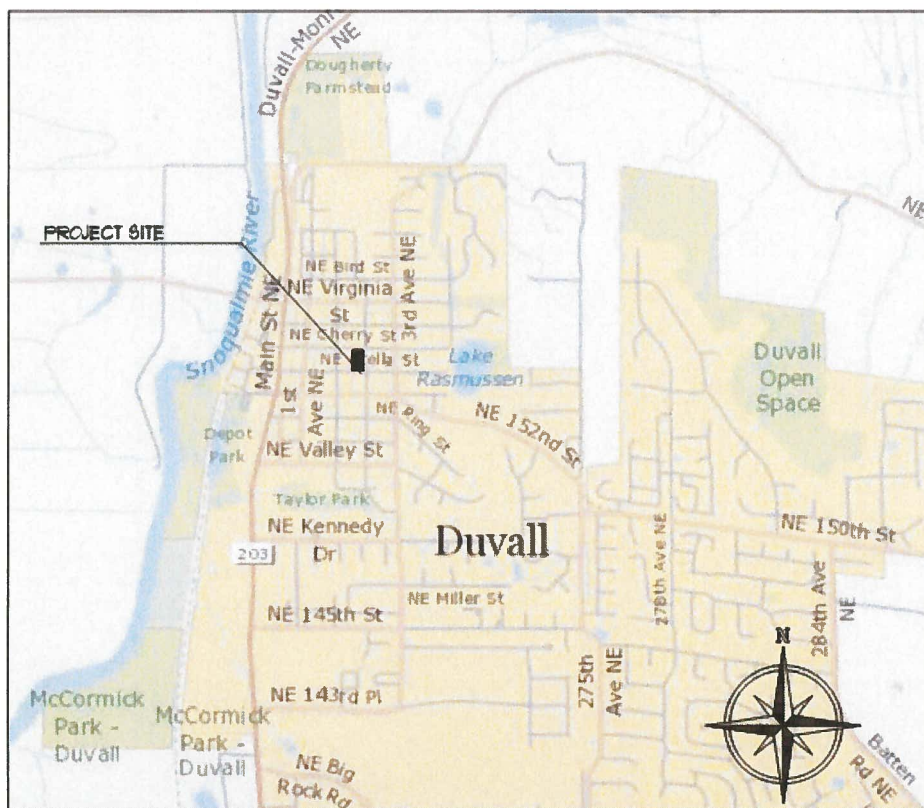 Duvall-Monr
NE
Dougherty
Farmstead
NE
PROJECT SITE
Snoqualmie River
Main St NE
NE Bird St
NE Virginia
St
3rd Ave NE
NE Cherry St
NE St
Lake
Rasmussen
1st
Ave NE
NE Ring St
NE 152nd St
Duvall
Open
Space
Depot
Park
NE Valley St
Taylor Park
NE Kennedy
Dr
203
Duvall
278th Ave NE
NE 150th St
NE Miller St
NE 145th St
284th Ave
NE
275th
Ave NE
N
McCormick
Park -
Duvall
McCormick
Park -
Duvall
NE 143rd Pl
NE Big
Rock Rd
Batten
Rd NE